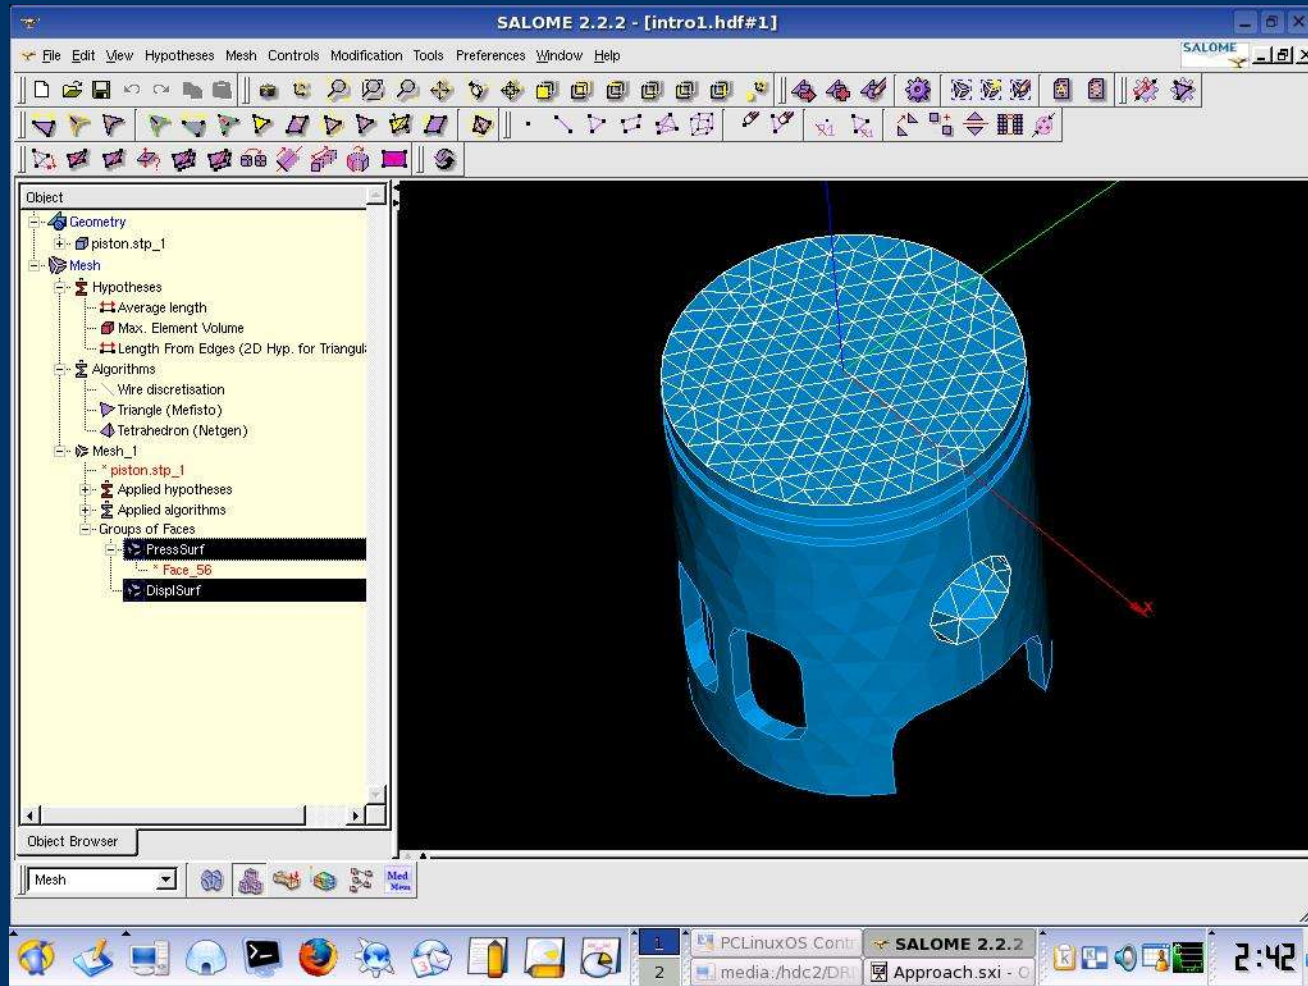 SALOME 2.2.2 - [intro1.hdf#1]
File Edit View Hypotheses Mesh Controls Modification Tools Preferences Window Help
SALOME
Object
Geometry
piston.stp_1
Mesh
Hypotheses
Average length
Max. Element Volume
Length From Edges (2D Hyp. for Triangul
Algorithms
Wire discretisation
Triangle (Mefisto)
Tetrahedron (Netgen)
Mesh_1
* piston.stp_1
Applied hypotheses
Applied algorithms
Groups of Faces
PressSurf
* Face_56
DisplSurf
X
Object Browser
Mesh
Med
Mem
1
PCLinuxOS Contr
SALOME 2.2.2
2:42
2
media:/hdc2/DR
Approach.sxi - O